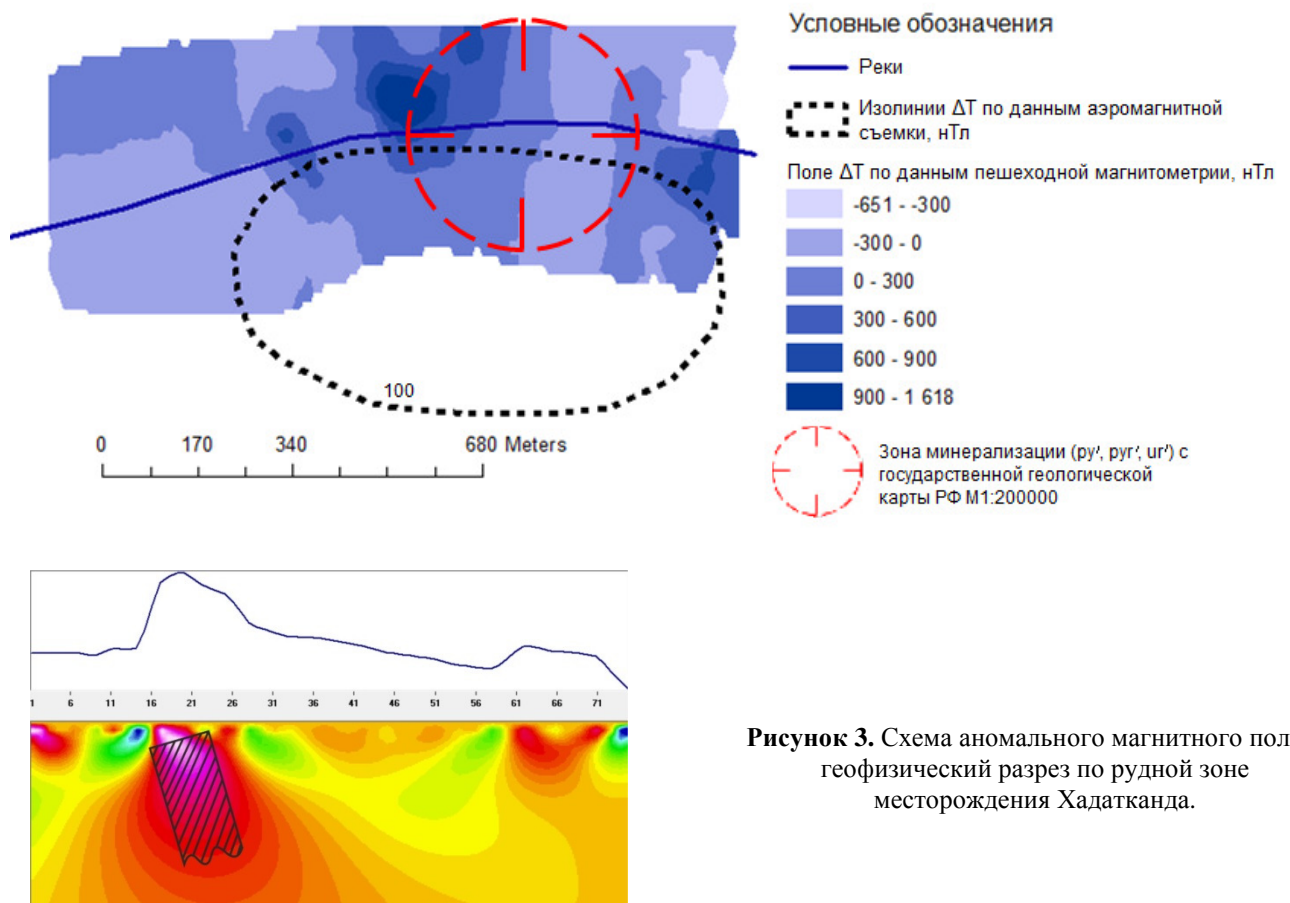 Условные обозначения
Реки
Изолинии ΔT по данным аэромагнитной
съемки, нТл
Поле ΔT по данным пешеходной магнитометрии, нТл
-651 - -300
-300 - 0
0 - 300
300 - 600
600 - 900
900 - 1 618
Зона минерализации (py', pyr', ur') с
государственной геологической
карты РФ М1:200000
100
0 170 340 680 Meters
1 6 11 16 21 26 31 36 41 46 51 56 61 66 71
Рисунок 3. Схема аномального магнитного пол
геофизический разрез по рудной зоне
месторождения Хадатканда.